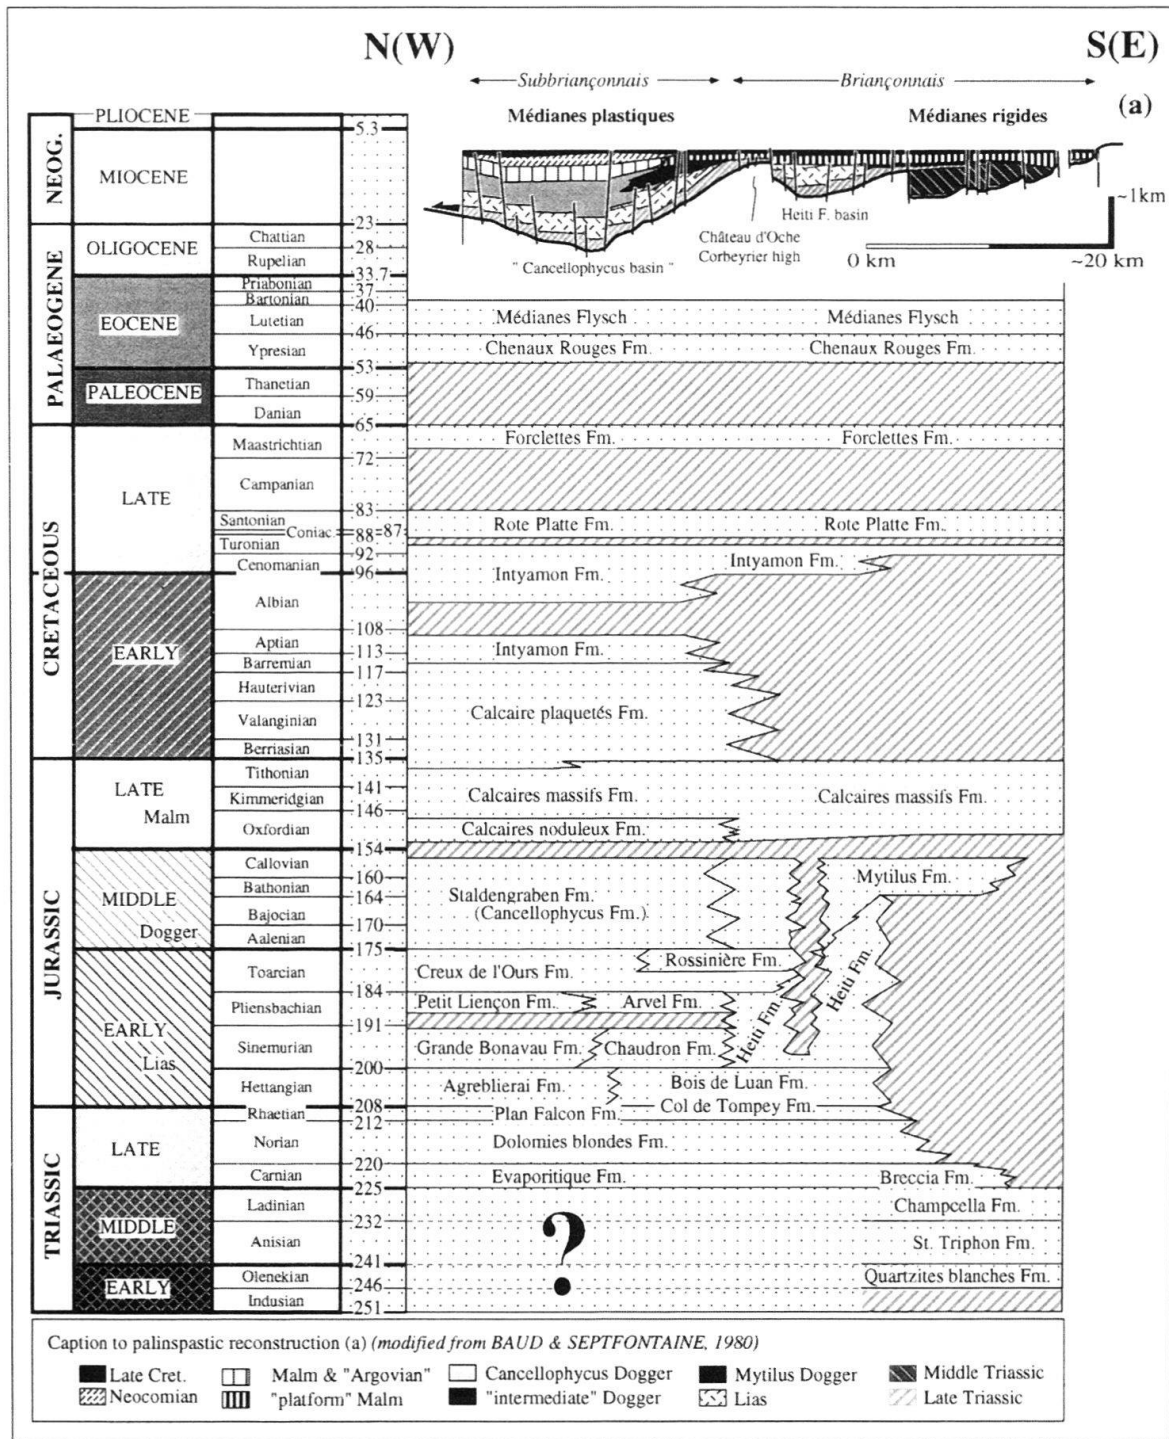 N(W)
S(E)
Subbriançonnais
Briançonnais
(a)
Médianes plastiques
Médianes rigides
Heiti F. basin
~1km
Château d'Oche
Corbeyrier high
" Cancellophycus basin "
0 km
~20 km
NEOG.
PLIOCENE
5.3
MIOCENE
23
PALAEOGENE
OLIGOCENE
Chattian
28
Rupelian
33.7
EOCENE
Priabonian
37
Bartonian
40
Lutetian
Médianes Flysch
Médianes Flysch
46
Ypresian
Chenaux Rouges Fm.
Chenaux Rouges Fm.
53
PALEOCENE
Thanetian
59
Danian
65
CRETACEOUS
LATE
Maastrichtian
Forclettes Fm.
Forclettes Fm.
72
Campanian
83
Santonian
Rote Platte Fm.
Rote Platte Fm.
Coniac.
87
88
Turonian
92
Cenomanian
Intyamon Fm.
Intyamon Fm.
96
EARLY
Albian
108
Aptian
Intyamon Fm.
113
Barremian
117
Hauterivian
123
Valanginian
Calcaire plaquetés Fm.
131
Berriasian
135
JURASSIC
LATE
Malm
Tithonian
141
Kimmeridgian
Calcaires massifs Fm.
Calcaires massifs Fm.
146
Oxfordian
Calcaires noduleux Fm.
154
MIDDLE
Dogger
Callovian
160
Bathonian
Mytilus Fm.
164
Staldengraben Fm.
(Cancellophycus Fm.)
Bajocian
170
Aalenian
175
EARLY
Lias
Toarcian
Creux de l'Ours Fm.
Rossinière Fm.
Heiti Fm.
184
Pliensbachian
Petit Liençon Fm.
Arvel Fm.
Heiti Fm.
191
Sinemurian
Grande Bonavau Fm.
Chaudron Fm.
200
Hettangian
Agreblierai Fm.
Bois de Luan Fm.
208
TRIASSIC
LATE
Rhaetian
Plan Falcon Fm.
Col de Tompey Fm.
212
Norian
Dolomies blondes Fm.
220
Carnian
Evaporitique Fm.
Breccia Fm.
225
MIDDLE
Ladinian
Champcella Fm.
232
Anisian
?
St. Triphon Fm.
241
EARLY
Olenekian
Quartzites blanches Fm.
246
Indusian
251
Caption to palinspastic reconstruction (a) (modified from BAUD & SEPTFONTAINE, 1980)
Late Cret.
Malm & "Argovian"
Cancellophycus Dogger
Mytilus Dogger
Middle Triassic
Neocomian
"platform" Malm
"intermediate" Dogger
Lias
Late Triassic